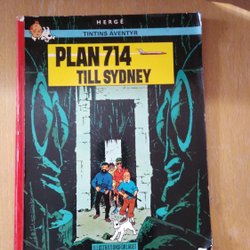 HERGÉ
TINTINS ÄVENTYR
PLAN 714
TILL SYDNEY